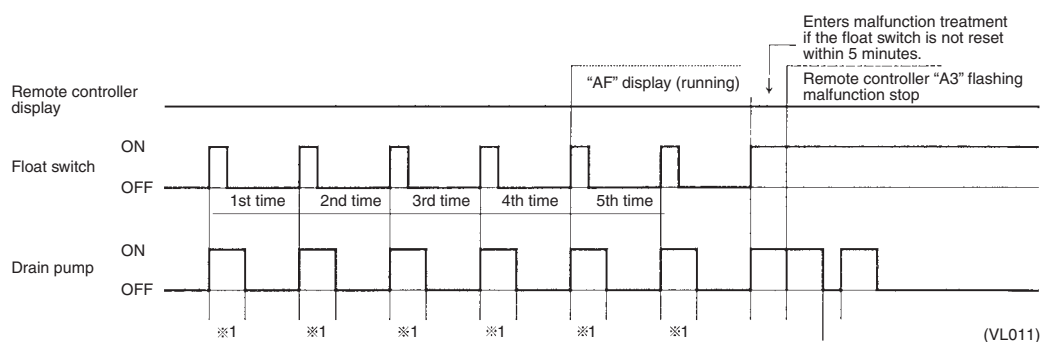 Enters malfunction treatment
if the float switch is not reset
within 5 minutes.
"AF" display (running)
Remote controller "A3" flashing
malfunction stop
Remote controller
display
ON
Float switch
OFF
1st time
2nd time
3rd time
4th time
5th time
ON
Drain pump
OFF
※1
※1
※1
※1
※1
※1
(VL011)